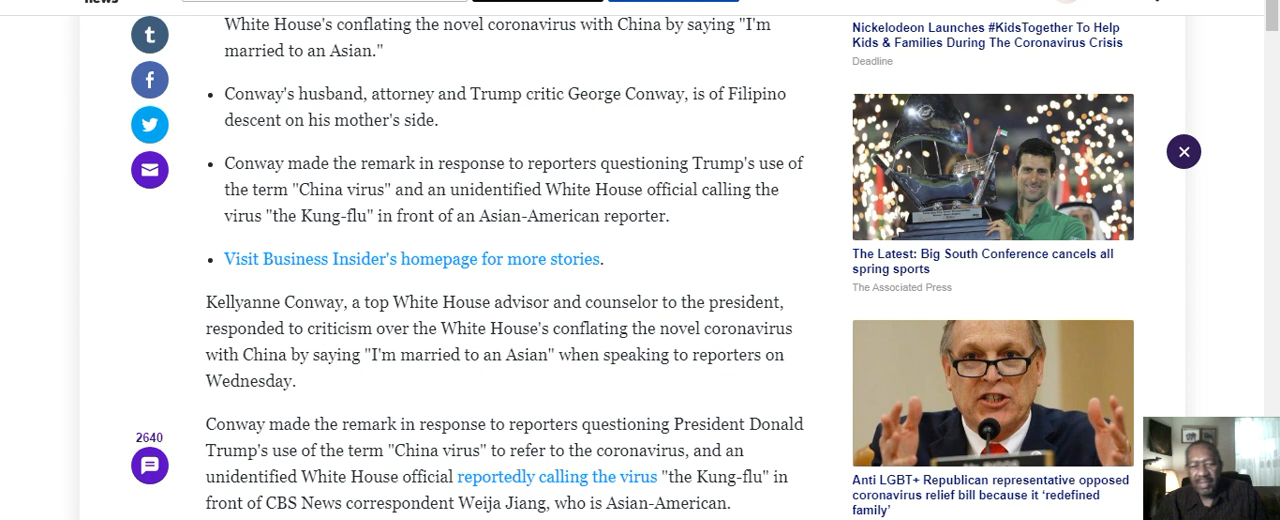 news
White House's conflating the novel coronavirus with China by saying "I'm
married to an Asian."
• Conway's husband, attorney and Trump critic George Conway, is of Filipino
descent on his mother's side.
• Conway made the remark in response to reporters questioning Trump's use of
the term "China virus" and an unidentified White House official calling the
virus "the Kung-flu" in front of an Asian-American reporter.
• Visit Business Insider's homepage for more stories.
Kellyanne Conway, a top White House advisor and counselor to the president,
responded to criticism over the White House's conflating the novel coronavirus
with China by saying "I'm married to an Asian" when speaking to reporters on
Wednesday.
2640
Conway made the remark in response to reporters questioning President Donald
Trump's use of the term "China virus" to refer to the coronavirus, and an
unidentified White House official reportedly calling the virus "the Kung-flu" in
front of CBS News correspondent Weija Jiang, who is Asian-American.
Nickelodeon Launches #KidsTogether To Help
Kids & Families During The Coronavirus Crisis
Deadline
The Latest: Big South Conference cancels all
spring sports
The Associated Press
Anti LGBT+ Republican representative opposed
coronavirus relief bill because it ‘redefined
family’